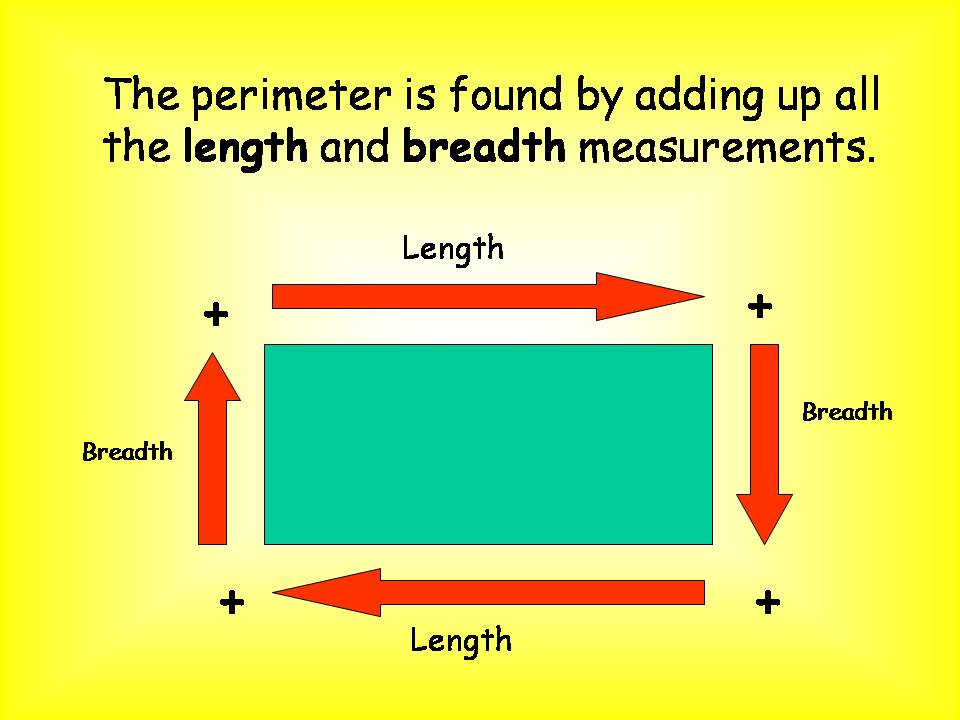 The perimeter is found by adding up all
the length and breadth measurements.
Length
+ +
Breadth
Breadth
+ +
Length